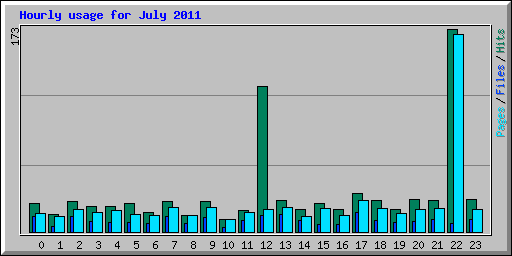 Hourly usage for July 2011
173
Pages/Files/Hits
0 1 2 3 4 5 6 7 8 9 10 11 12 13 14 15 16 17 18 19 20 21 22 23